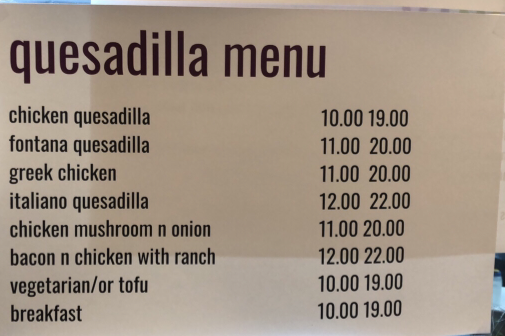 quesadilla menu
chicken quesadilla 10.00 19.00
fontana quesadilla 11.00 20.00
greek chicken 11.00 20.00
italiano quesadilla 12.00 22.00
chicken mushroom n onion 11.00 20.00
bacon n chicken with ranch 12.00 22.00
vegetarian/or tofu 10.00 19.00
breakfast 10.00 19.00